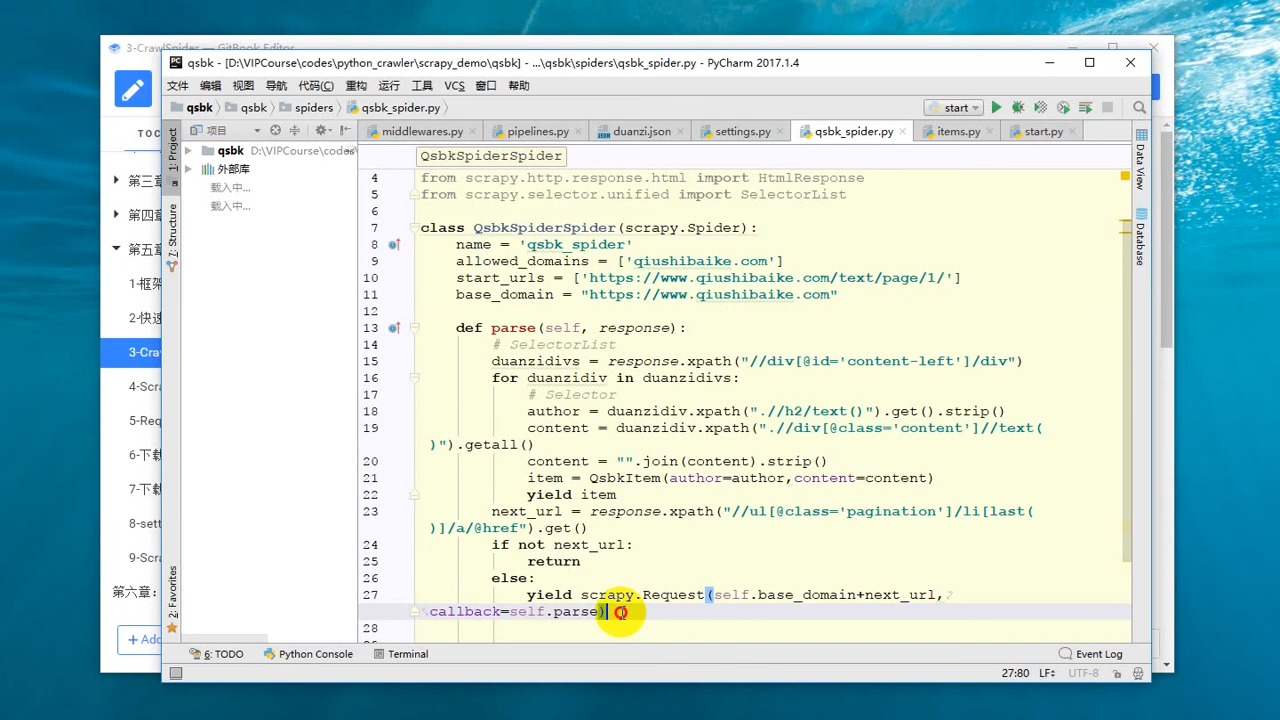 3-CrawlSpider — GitBook Editor
qsbk - [D:\VIPCourse\codes\python_crawler\scrapy_demo\qsbk] - ...\qsbk\spiders\qsbk_spider.py - PyCharm 2017.1.4
文件 编辑 视图 导航 代码(C) 重构 运行 工具 VCS 窗口 帮助
qsbk qsbk spiders qsbk_spider.py start
TOC
1: Project
项目
middlewares.py pipelines.py duanzi.json settings.py qsbk_spider.py items.py start.py
qsbk D:\VIPCourse\codes
外部库
载入中...
载入中...
7: Structure
2: Favorites
Data View
Database
第三章
第四章
第五章
1-框架
2-快速
3-Craw
4-Scra
5-Req
6-下载
7-下载
8-sett
9-Scra
第六章：
+ Add
QsbkSpiderSpider
4 from scrapy.http.response.html import HtmlResponse
5 from scrapy.selector.unified import SelectorList
6
7 class QsbkSpiderSpider(scrapy.Spider):
8 name = 'qsbk_spider'
9 allowed_domains = ['qiushibaike.com']
10 start_urls = ['https://www.qiushibaike.com/text/page/1/']
11 base_domain = "https://www.qiushibaike.com"
12
13 def parse(self, response):
14 # SelectorList
15 duanzidivs = response.xpath("//div[@id='content-left']/div")
16 for duanzidiv in duanzidivs:
17 # Selector
18 author = duanzidiv.xpath(".//h2/text()").get().strip()
19 content = duanzidiv.xpath(".//div[@class='content']//text(
)").getall()
20 content = "".join(content).strip()
21 item = QsbkItem(author=author,content=content)
22 yield item
23 next_url = response.xpath("//ul[@class='pagination']/li[last(
)]/a/@href").get()
24 if not next_url:
25 return
26 else:
27 yield scrapy.Request(self.base_domain+next_url,
callback=self.parse)
28
6: TODO Python Console Terminal Event Log
27:80 LF UTF-8